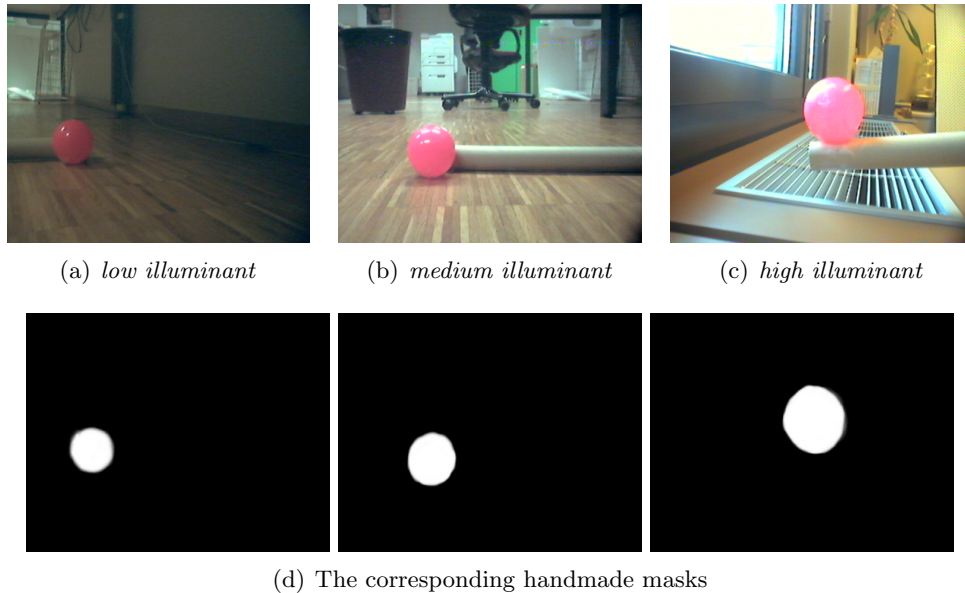 (a) low illuminant
(b) medium illuminant
(c) high illuminant
(d) The corresponding handmade masks